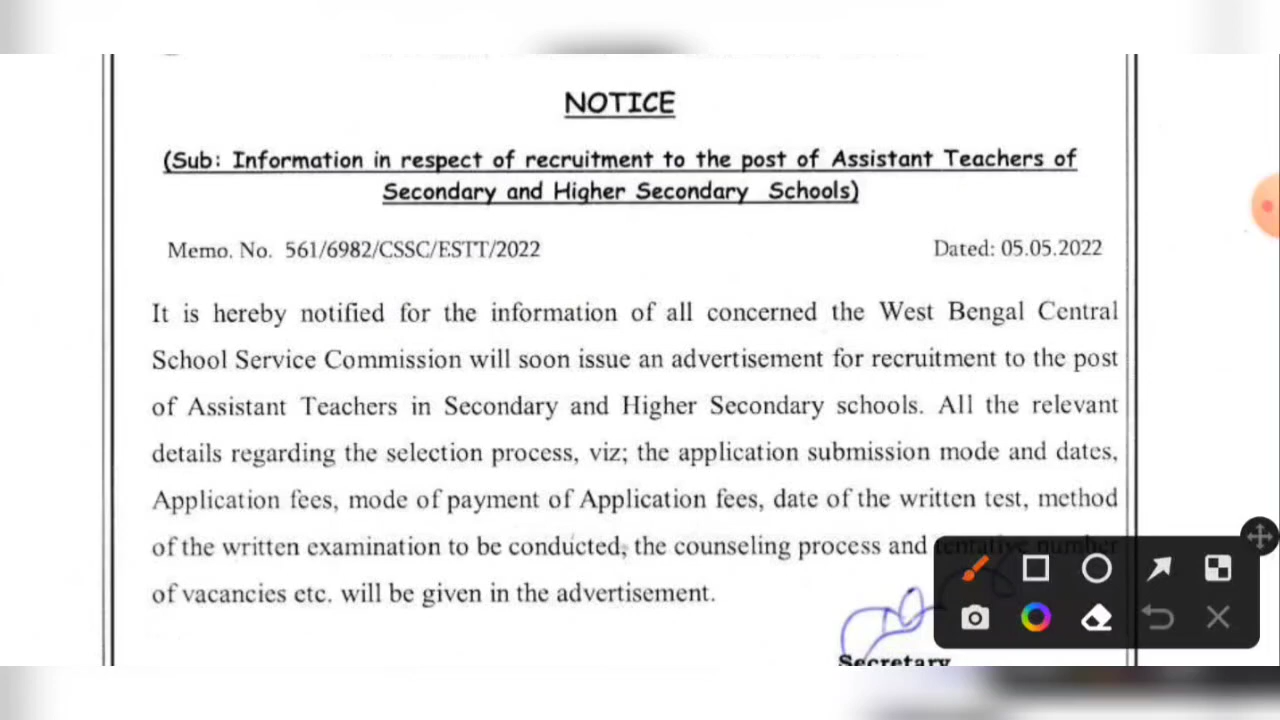 NOTICE
(Sub: Information in respect of recruitment to the post of Assistant Teachers of
Secondary and Higher Secondary Schools)
Memo. No. 561/6982/CSSC/ESTT/2022 Dated: 05.05.2022
It is hereby notified for the information of all concerned the West Bengal Central
School Service Commission will soon issue an advertisement for recruitment to the post
of Assistant Teachers in Secondary and Higher Secondary schools. All the relevant
details regarding the selection process, viz; the application submission mode and dates,
Application fees, mode of payment of Application fees, date of the written test, method
of the written examination to be conducted, the counseling process and tentative number
of vacancies etc. will be given in the advertisement.
Secretary